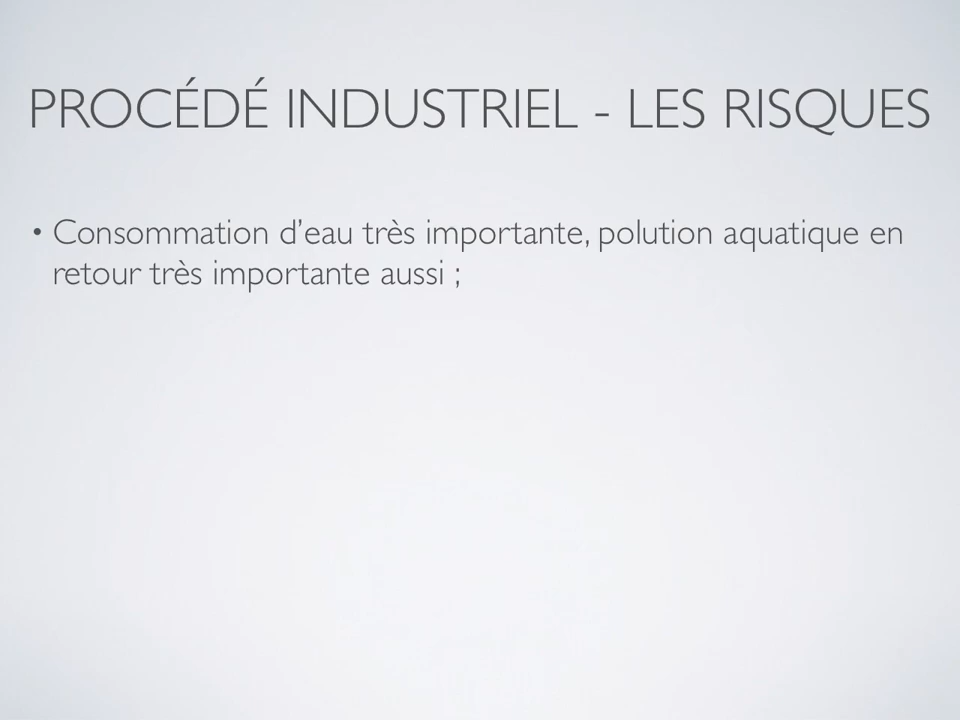 PROCÉDÉ INDUSTRIEL - LES RISQUES
• Consommation d’eau très importante, polution aquatique en
retour très importante aussi ;